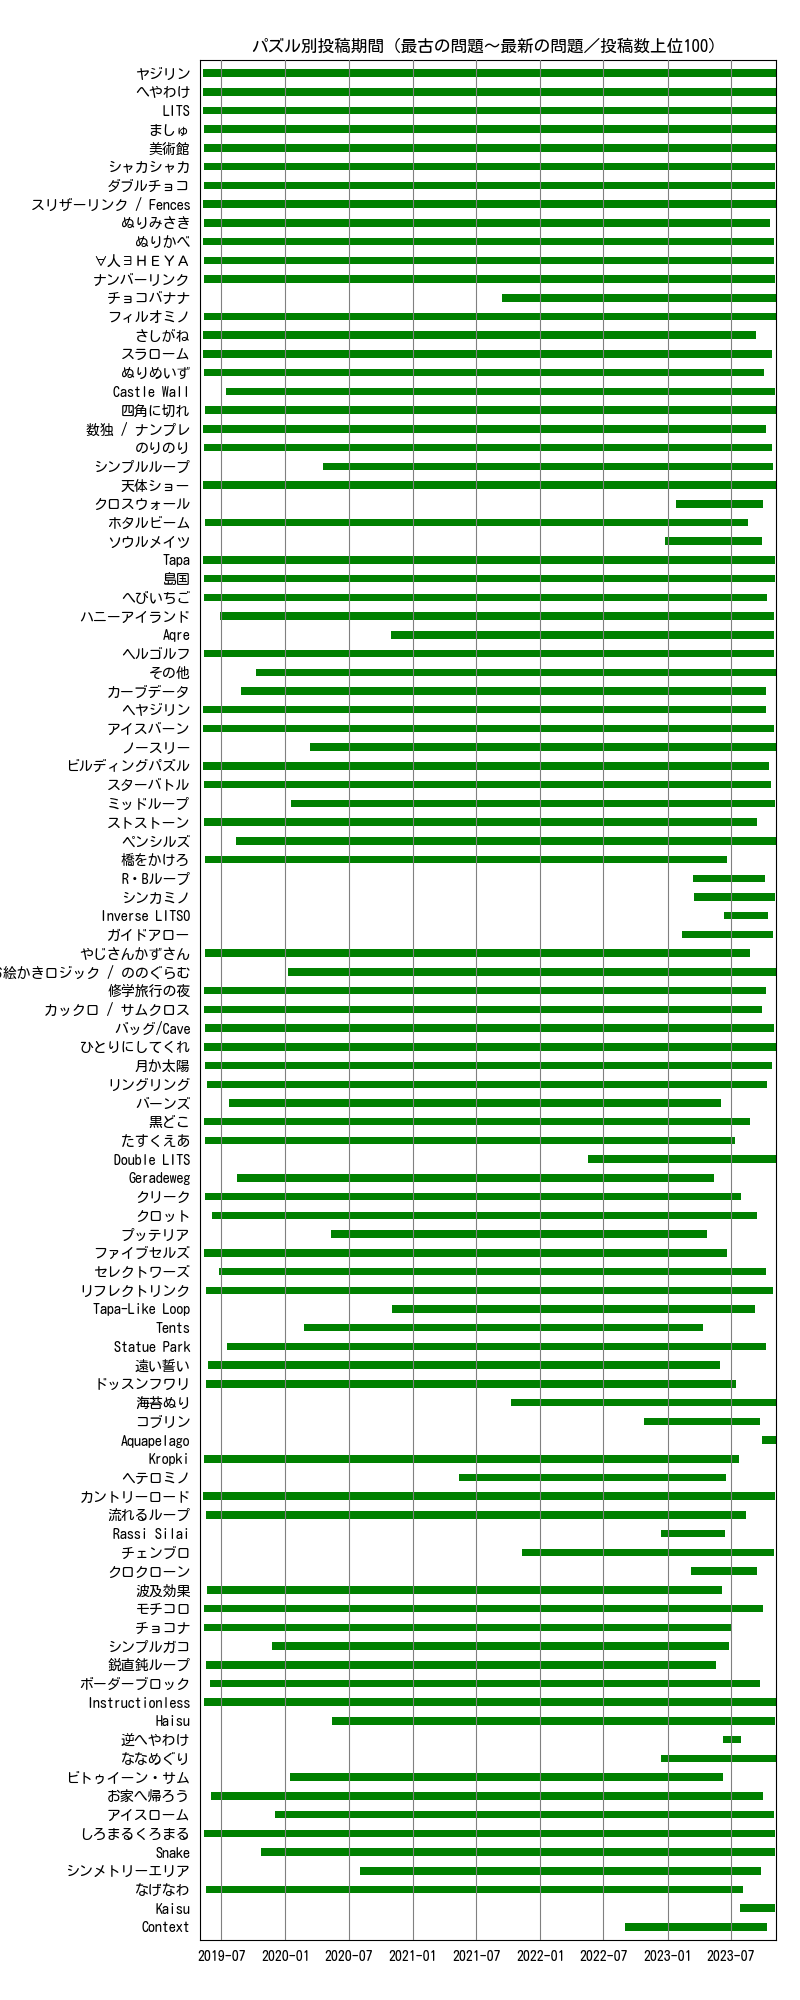 パズル別投稿期間（最古の問題～最新の問題／投稿数上位100）
ヤジリン
へやわけ
LITS
ましゅ
美術館
シャカシャカ
ダブルチョコ
スリザーリンク / Fences
ぬりみさき
ぬりかべ
∀人∃ＨＥＹＡ
ナンバーリンク
チョコバナナ
フィルオミノ
さしがね
スラローム
ぬりめいず
Castle Wall
四角に切れ
数独 / ナンプレ
のりのり
シンプルループ
天体ショー
クロスウォール
ホタルビーム
ソウルメイツ
Tapa
島国
へびいちご
ハニーアイランド
Aqre
ヘルゴルフ
その他
カーブデータ
へヤジリン
アイスバーン
ノースリー
ビルディングパズル
スターバトル
ミッドループ
ストストーン
ペンシルズ
橋をかけろ
R・Bループ
シンカミノ
Inverse LITSO
ガイドアロー
やじさんかずさん
絵かきロジック / ののぐらむ
修学旅行の夜
カックロ / サムクロス
バッグ/Cave
ひとりにしてくれ
月か太陽
リングリング
バーンズ
黒どこ
たすくえあ
Double LITS
Geradeweg
クリーク
クロット
プッテリア
ファイブセルズ
セレクトワーズ
リフレクトリンク
Tapa-Like Loop
Tents
Statue Park
遠い誓い
ドッスンフワリ
海苔ぬり
コブリン
Aquapelago
Kropki
ヘテロミノ
カントリーロード
流れるループ
Rassi Silai
チェンブロ
クロクローン
波及効果
モチコロ
チョコナ
シンプルガコ
鋭直鈍ループ
ボーダーブロック
Instructionless
Haisu
逆へやわけ
ななめぐり
ビトゥイーン・サム
お家へ帰ろう
アイスローム
しろまるくろまる
Snake
シンメトリーエリア
なげなわ
Kaisu
Context
2019-07 2020-01 2020-07 2021-01 2021-07 2022-01 2022-07 2023-01 2023-07